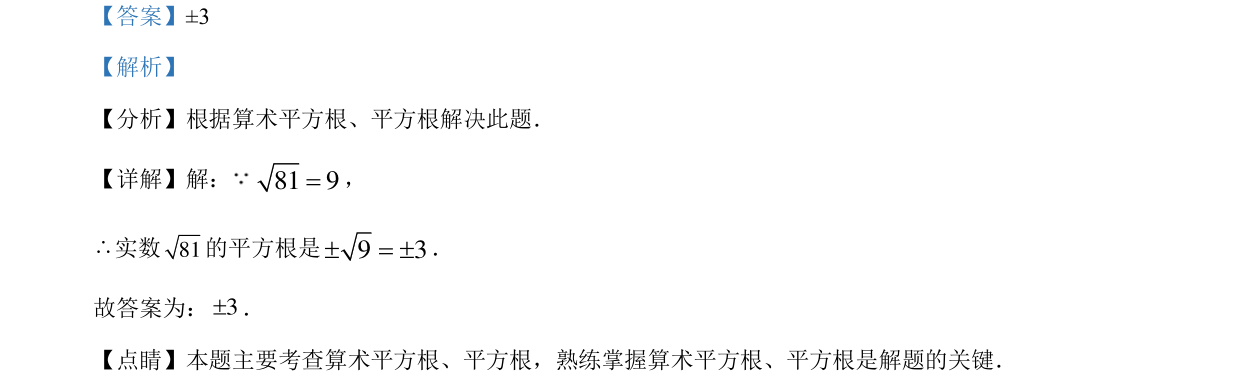 【答案】±3
【解析】
【分析】根据算术平方根、平方根解决此题．
【详解】解：∵ √81 = 9，
∴实数√81的平方根是±√9 = ±3．
故答案为：±3．
【点睛】本题主要考查算术平方根、平方根，熟练掌握算术平方根、平方根是解题的关键．